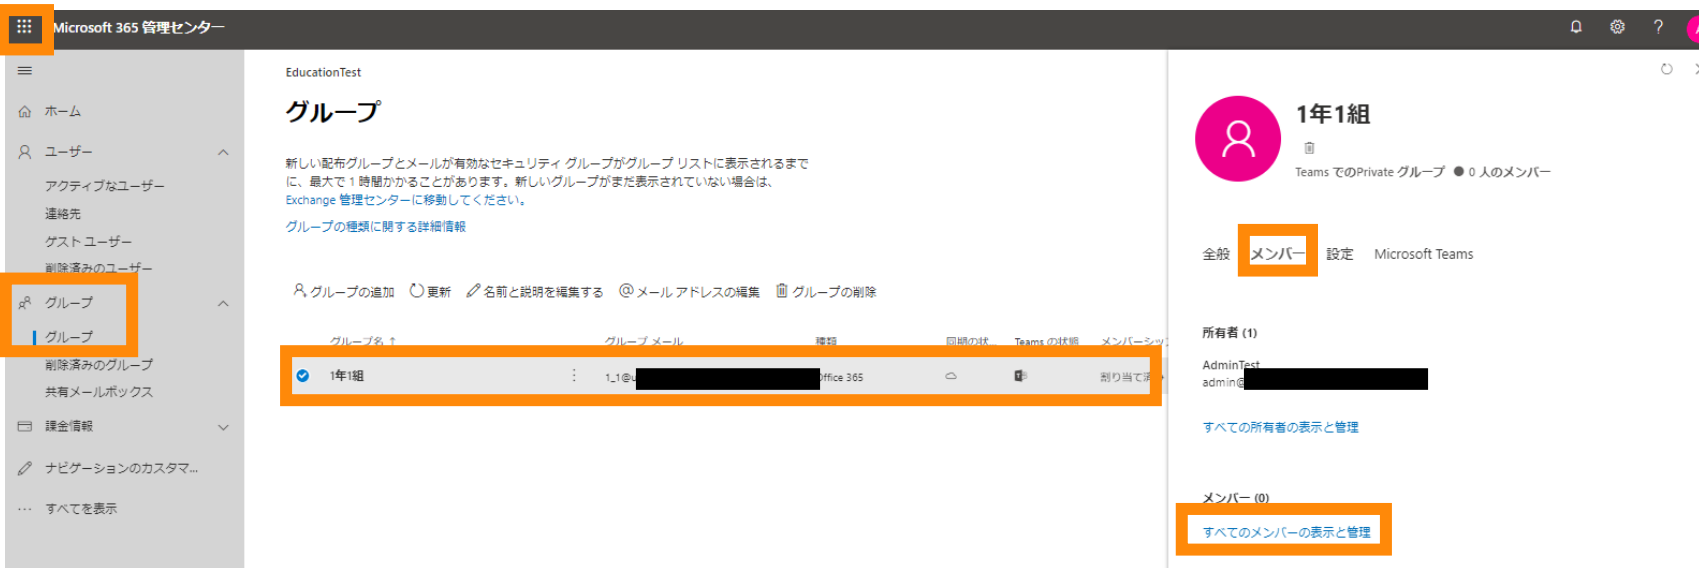 Microsoft 365 管理センター
?
EducationTest
ホーム
ユーザー
アクティブなユーザー
連絡先
ゲスト ユーザー
削除済みのユーザー
グループ
グループ
削除済みのグループ
共有メールボックス
課金情報
ナビゲーションのカスタマ...
すべてを表示
グループ
新しい配布グループとメールが有効なセキュリティ グループがグループ リストに表示されるまで
に、最大で 1 時間かかることがあります。新しいグループがまだ表示されていない場合は、
Exchange 管理センターに移動してください。
グループの種類に関する詳細情報
グループの追加 更新 名前と説明を編集する メール アドレスの編集 グループの削除
グループ名 ↑ グループ メール 種類 同期の状... Teams の状態 メンバーシッ
1年1組 1_1@u Office 365 割り当て済
1年1組
Teams でのPrivate グループ ● 0 人のメンバー
全般 メンバー 設定 Microsoft Teams
所有者 (1)
AdminTest
admin@
すべての所有者の表示と管理
メンバー (0)
すべてのメンバーの表示と管理